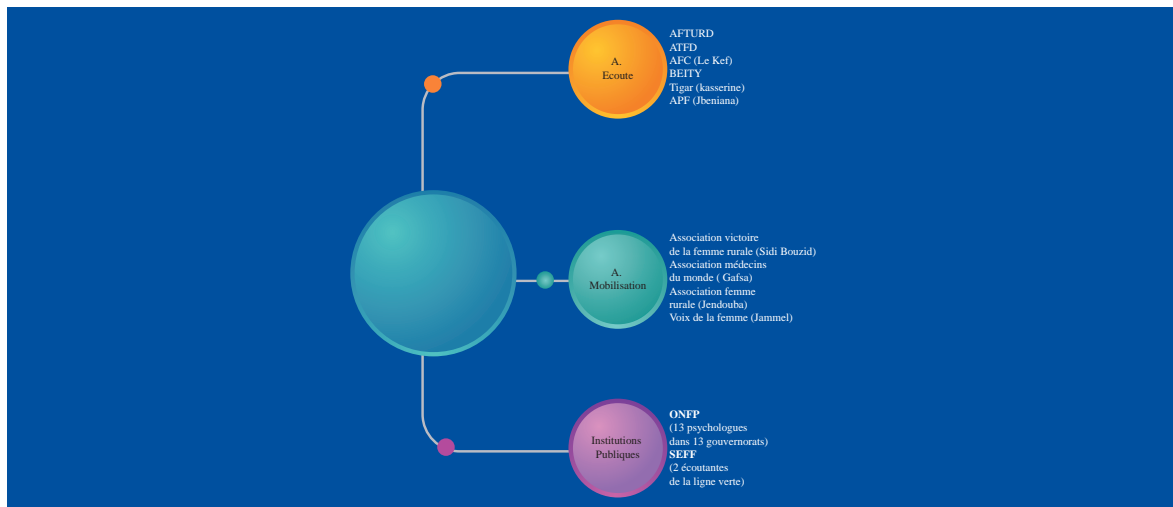 A.
Ecoute
AFTURD
ATFD
AFC (Le Kef)
BEITY
Tigar (kasserine)
APF (Jbeniana)
A.
Mobilisation
Association victoire
de la femme rurale (Sidi Bouzid)
Association médecins
du monde ( Gafsa)
Association femme
rurale (Jendouba)
Voix de la femme (Jammel)
Institutions
Publiques
ONFP
(13 psychologues
dans 13 gouvernorats)
SEFF
(2 écoutantes
de la ligne verte)